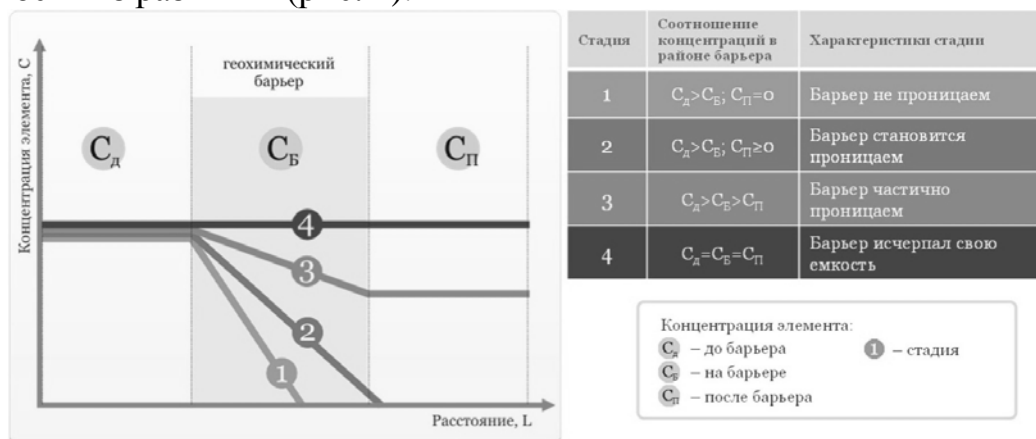 Концентрация элемента, С
геохимический
барьер
Сд
СБ
СП
4
3
2
1
Расстояние, L
Стадия
Соотношение
концентраций в
районе барьера
Характеристики стадии
1
Сд>СБ; СП=0
Барьер не проницаем
2
Сд>СБ; СП≥0
Барьер становится
проницаем
3
Сд>СБ>СП
Барьер частично
проницаем
4
Сд=СБ=СП
Барьер исчерпал свою
емкость
Концентрация элемента:
Сд – до барьера
1 – стадия
СБ – на барьере
СП – после барьера